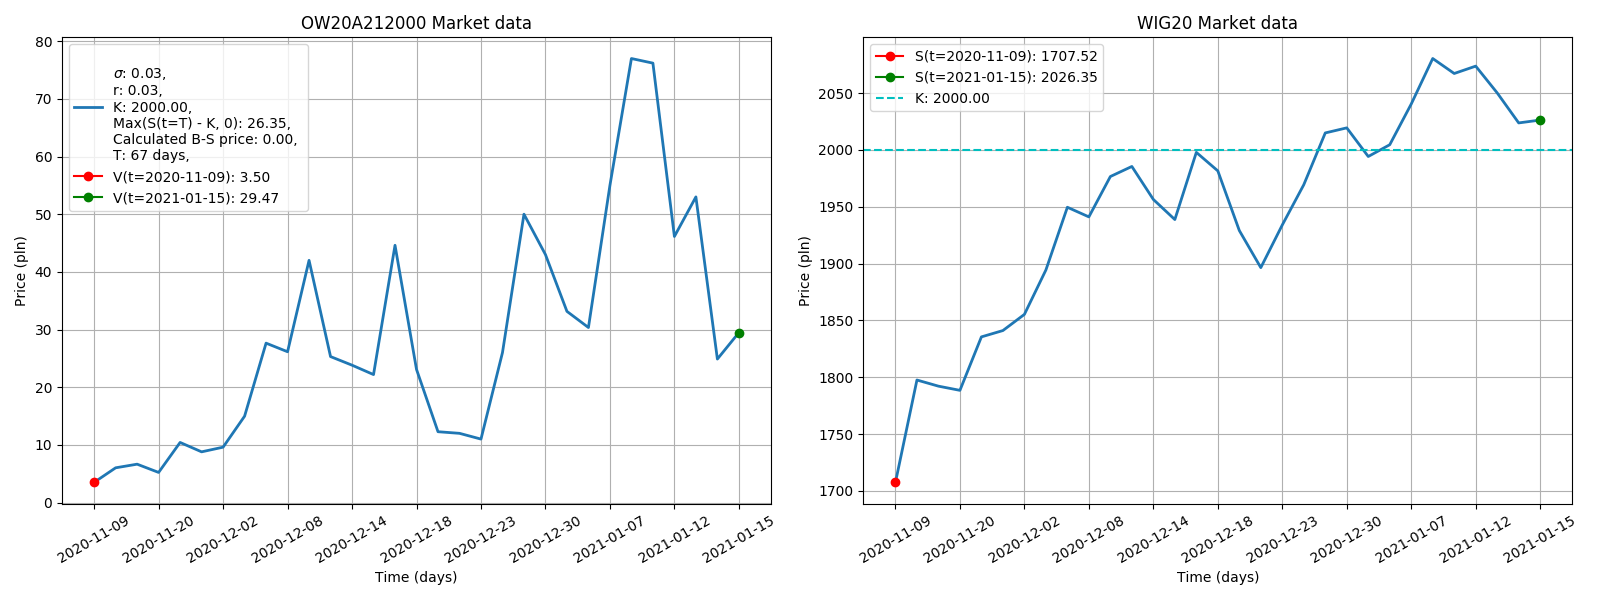 OW20A212000 Market data
80
70
60
50
40
30
20
10
0
Price (pln)
σ: 0.03,
r: 0.03,
K: 2000.00,
Max(S(t=T) - K, 0): 26.35,
Calculated B-S price: 0.00,
T: 67 days,
V(t=2020-11-09): 3.50
V(t=2021-01-15): 29.47
2020-11-09
2020-11-20
2020-12-02
2020-12-08
2020-12-14
2020-12-18
2020-12-23
2020-12-30
2021-01-07
2021-01-12
2021-01-15
Time (days)
WIG20 Market data
S(t=2020-11-09): 1707.52
S(t=2021-01-15): 2026.35
K: 2000.00
2050
2000
1950
1900
1850
1800
1750
1700
Price (pln)
2020-11-09
2020-11-20
2020-12-02
2020-12-08
2020-12-14
2020-12-18
2020-12-23
2020-12-30
2021-01-07
2021-01-12
2021-01-15
Time (days)